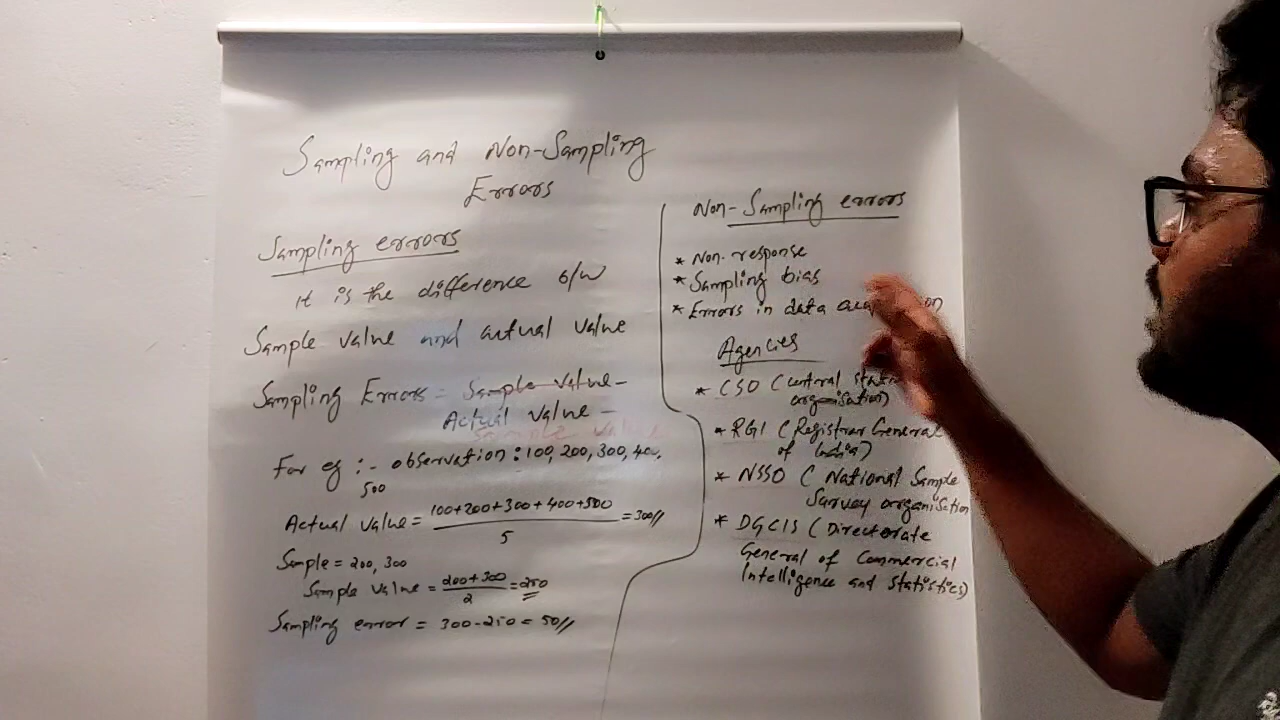 Sampling and Non-Sampling
Errors
Sampling errors
It is the difference b/w
Sample value and actual value
Sampling Errors = Sample value -
Actual value -
Sample value
For eg :- observation : 100, 200, 300, 400,
500
Actual value = 100+200+300+400+500 / 5 = 300//
Sample = 200, 300
Sample value = 200+300 / 2 = 250
Sampling error = 300-250 = 50//
Non-Sampling errors
* Non-response
* Sampling bias
* Errors in data
Agencies
* CSO (Central
organisation)
* RGI (Registrar General
of India)
* NSSO (National Sample
Survey organisation
* DGCIS (Directorate
General of Commercial
Intelligence and Statistics)